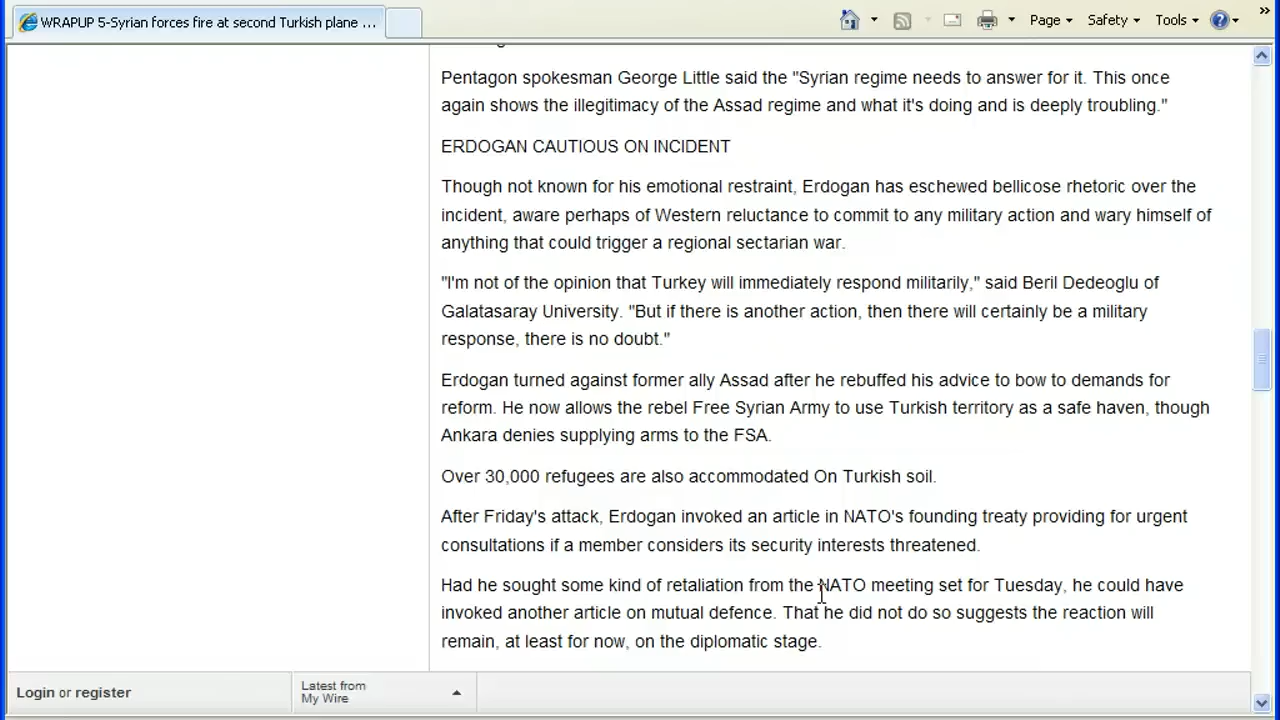 WRAPUP 5-Syrian forces fire at second Turkish plane ...
Page
Safety
Tools
Pentagon spokesman George Little said the "Syrian regime needs to answer for it. This once
again shows the illegitimacy of the Assad regime and what it's doing and is deeply troubling."
ERDOGAN CAUTIOUS ON INCIDENT
Though not known for his emotional restraint, Erdogan has eschewed bellicose rhetoric over the
incident, aware perhaps of Western reluctance to commit to any military action and wary himself of
anything that could trigger a regional sectarian war.
"I'm not of the opinion that Turkey will immediately respond militarily," said Beril Dedeoglu of
Galatasaray University. "But if there is another action, then there will certainly be a military
response, there is no doubt."
Erdogan turned against former ally Assad after he rebuffed his advice to bow to demands for
reform. He now allows the rebel Free Syrian Army to use Turkish territory as a safe haven, though
Ankara denies supplying arms to the FSA.
Over 30,000 refugees are also accommodated On Turkish soil.
After Friday's attack, Erdogan invoked an article in NATO's founding treaty providing for urgent
consultations if a member considers its security interests threatened.
Had he sought some kind of retaliation from the NATO meeting set for Tuesday, he could have
invoked another article on mutual defence. That he did not do so suggests the reaction will
remain, at least for now, on the diplomatic stage.
Login or register
Latest from
My Wire